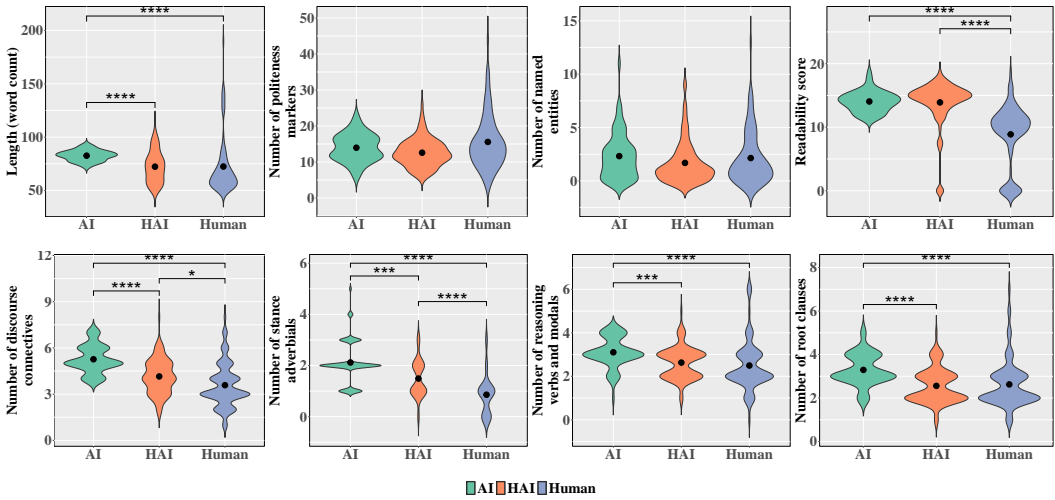 Length (word count)
200
150
100
50
****
****
AI HAI Human
Number of politeness
markers
50
40
30
20
10
0
AI HAI Human
Number of named
entities
15
10
5
0
AI HAI Human
Readability score
20
10
0
****
****
AI HAI Human
Number of discourse
connectives
12
9
6
3
0
****
*
****
AI HAI Human
Number of stance
adverbials
6
4
2
0
****
***
****
AI HAI Human
Number of reasoning
verbs and modals
6
4
2
0
****
***
AI HAI Human
Number of root clauses
8
6
4
2
0
****
****
AI HAI Human
AI HAI Human